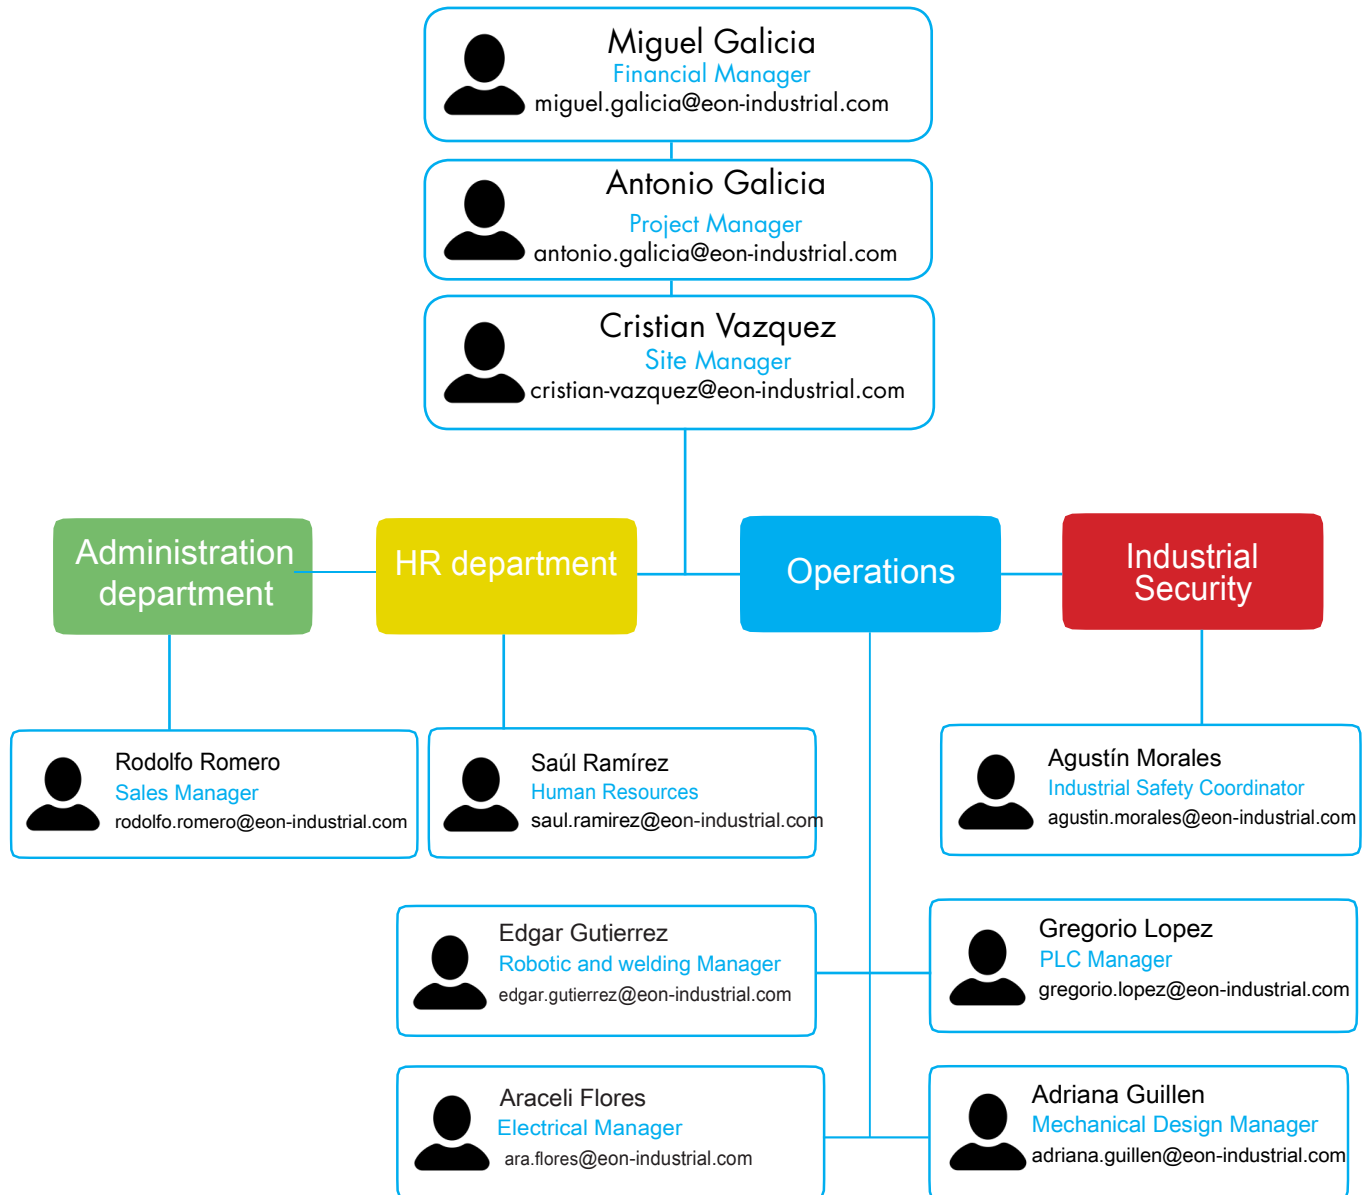 Miguel Galicia
Financial Manager
miguel.galicia@eon-industrial.com
Antonio Galicia
Project Manager
antonio.galicia@eon-industrial.com
Cristian Vazquez
Site Manager
cristian-vazquez@eon-industrial.com
Administration
department
HR department
Operations
Industrial
Security
Rodolfo Romero
Sales Manager
rodolfo.romero@eon-industrial.com
Saúl Ramírez
Human Resources
saul.ramirez@eon-industrial.com
Agustín Morales
Industrial Safety Coordinator
agustin.morales@eon-industrial.com
Edgar Gutierrez
Robotic and welding Manager
edgar.gutierrez@eon-industrial.com
Gregorio Lopez
PLC Manager
gregorio.lopez@eon-industrial.com
Araceli Flores
Electrical Manager
ara.flores@eon-industrial.com
Adriana Guillen
Mechanical Design Manager
adriana.guillen@eon-industrial.com